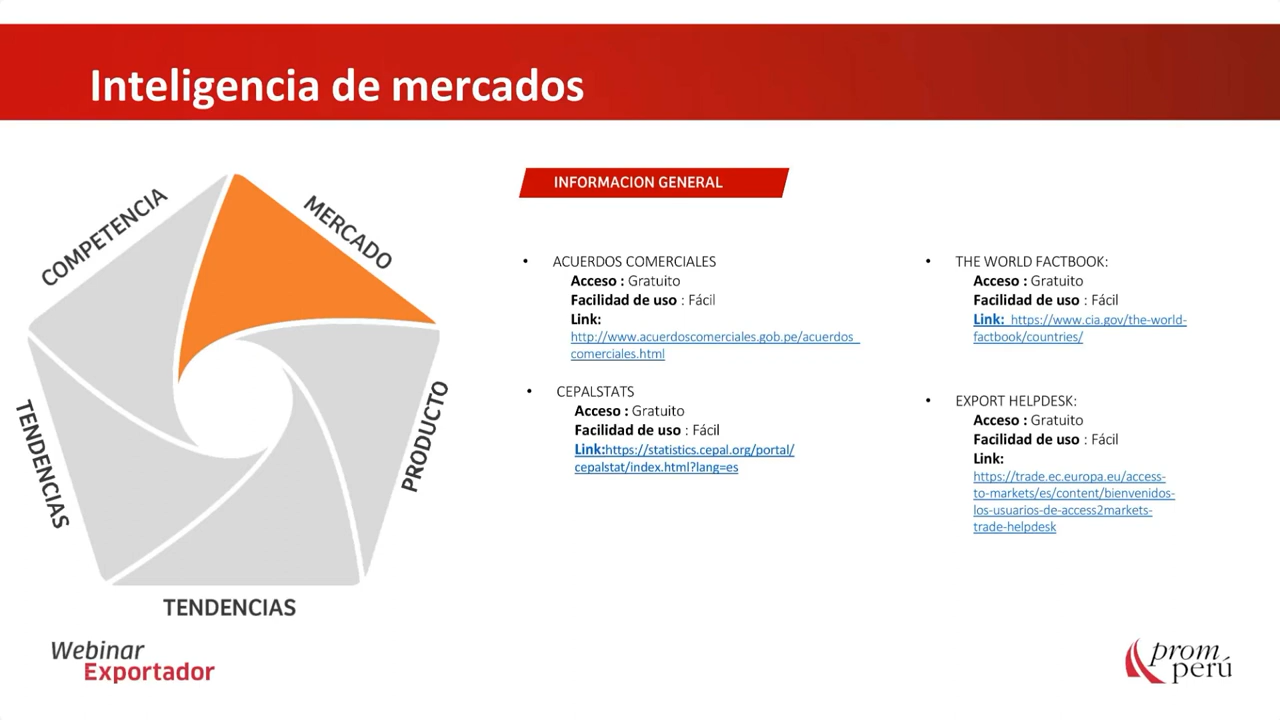 Inteligencia de mercados
COMPETENCIA
MERCADO
PRODUCTO
TENDENCIAS
TENDENCIAS
INFORMACION GENERAL
• ACUERDOS COMERCIALES
Acceso : Gratuito
Facilidad de uso : Fácil
Link:
http://www.acuerdoscomerciales.gob.pe/acuerdos_
comerciales.html
• CEPALSTATS
Acceso : Gratuito
Facilidad de uso : Fácil
Link:https://statistics.cepal.org/portal/
cepalstat/index.html?lang=es
• THE WORLD FACTBOOK:
Acceso : Gratuito
Facilidad de uso : Fácil
Link: https://www.cia.gov/the-world-
factbook/countries/
• EXPORT HELPDESK:
Acceso : Gratuito
Facilidad de uso : Fácil
Link:
https://trade.ec.europa.eu/access-
to-markets/es/content/bienvenidos-
los-usuarios-de-access2markets-
trade-helpdesk
Webinar
Exportador
prom
perú